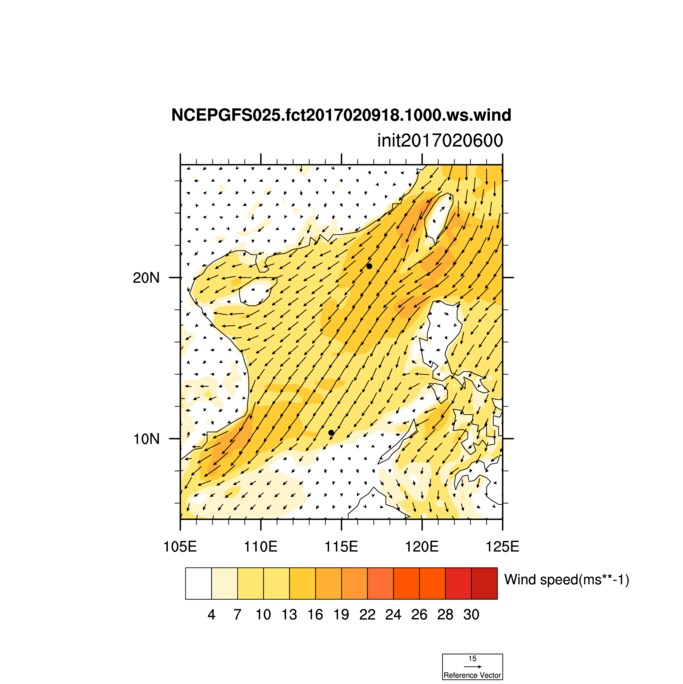 NCEPGFS025.fct2017020918.1000.ws.wind
init2017020600
20N
10N
105E 110E 115E 120E 125E
Wind speed(ms**-1)
4 7 10 13 16 19 22 24 26 28 30
15
Reference Vector